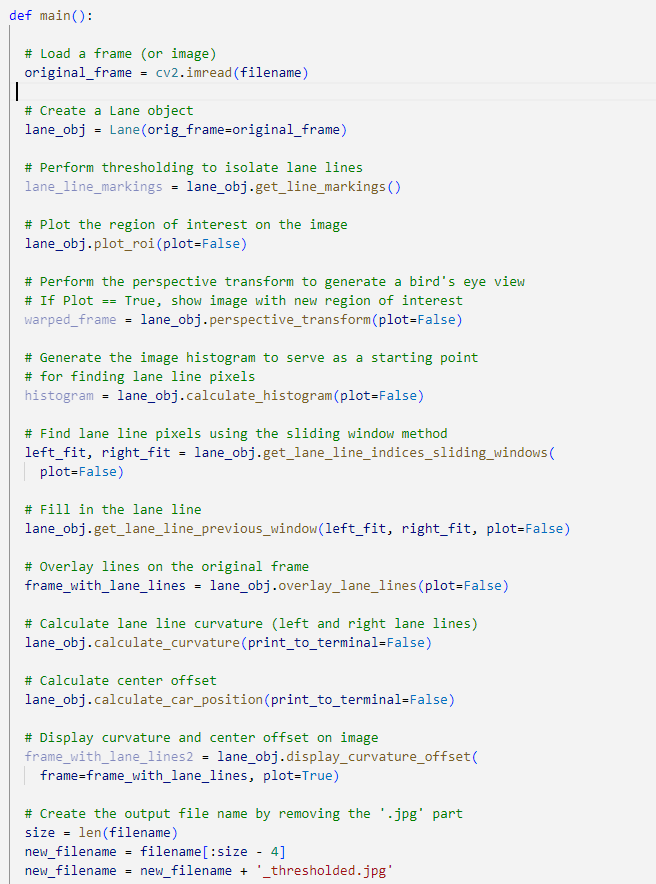 def main():
# Load a frame (or image)
original_frame = cv2.imread(filename)
# Create a Lane object
lane_obj = Lane(orig_frame=original_frame)
# Perform thresholding to isolate lane lines
lane_line_markings = lane_obj.get_line_markings()
# Plot the region of interest on the image
lane_obj.plot_roi(plot=False)
# Perform the perspective transform to generate a bird's eye view
# If Plot == True, show image with new region of interest
warped_frame = lane_obj.perspective_transform(plot=False)
# Generate the image histogram to serve as a starting point
# for finding lane line pixels
histogram = lane_obj.calculate_histogram(plot=False)
# Find lane line pixels using the sliding window method
left_fit, right_fit = lane_obj.get_lane_line_indices_sliding_windows(
plot=False)
# Fill in the lane line
lane_obj.get_lane_line_previous_window(left_fit, right_fit, plot=False)
# Overlay lines on the original frame
frame_with_lane_lines = lane_obj.overlay_lane_lines(plot=False)
# Calculate lane line curvature (left and right lane lines)
lane_obj.calculate_curvature(print_to_terminal=False)
# Calculate center offset
lane_obj.calculate_car_position(print_to_terminal=False)
# Display curvature and center offset on image
frame_with_lane_lines2 = lane_obj.display_curvature_offset(
frame=frame_with_lane_lines, plot=True)
# Create the output file name by removing the '.jpg' part
size = len(filename)
new_filename = filename[:size - 4]
new_filename = new_filename + '_thresholded.jpg'